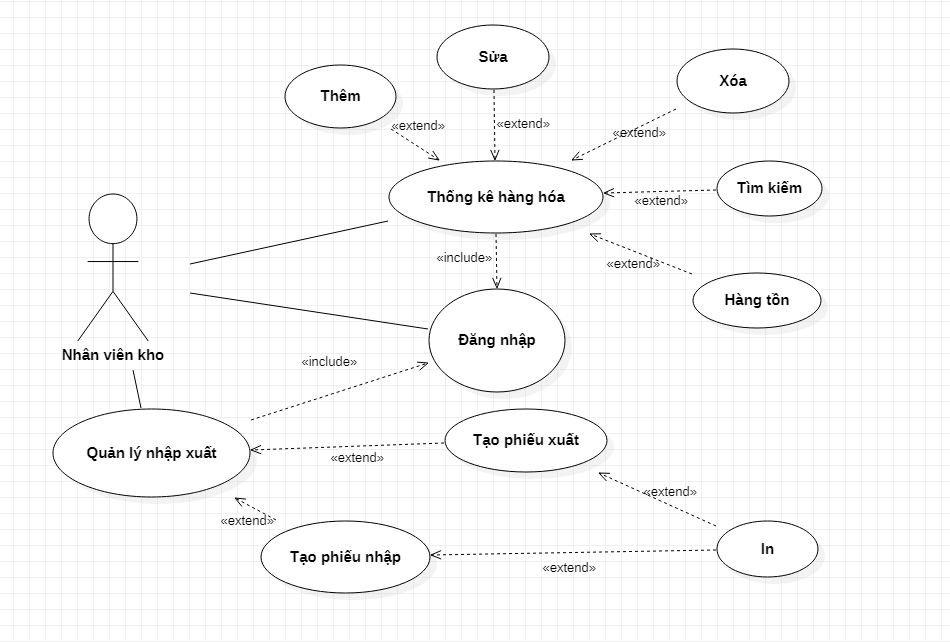 Sửa
Xóa
Thêm
«extend»
«extend»
«extend»
Thống kê hàng hóa
Tìm kiếm
«extend»
«include»
«extend»
Hàng tồn
Đăng nhập
Nhân viên kho
«include»
Quản lý nhập xuất
Tạo phiếu xuất
«extend»
«extend»
«extend»
Tạo phiếu nhập
In
«extend»